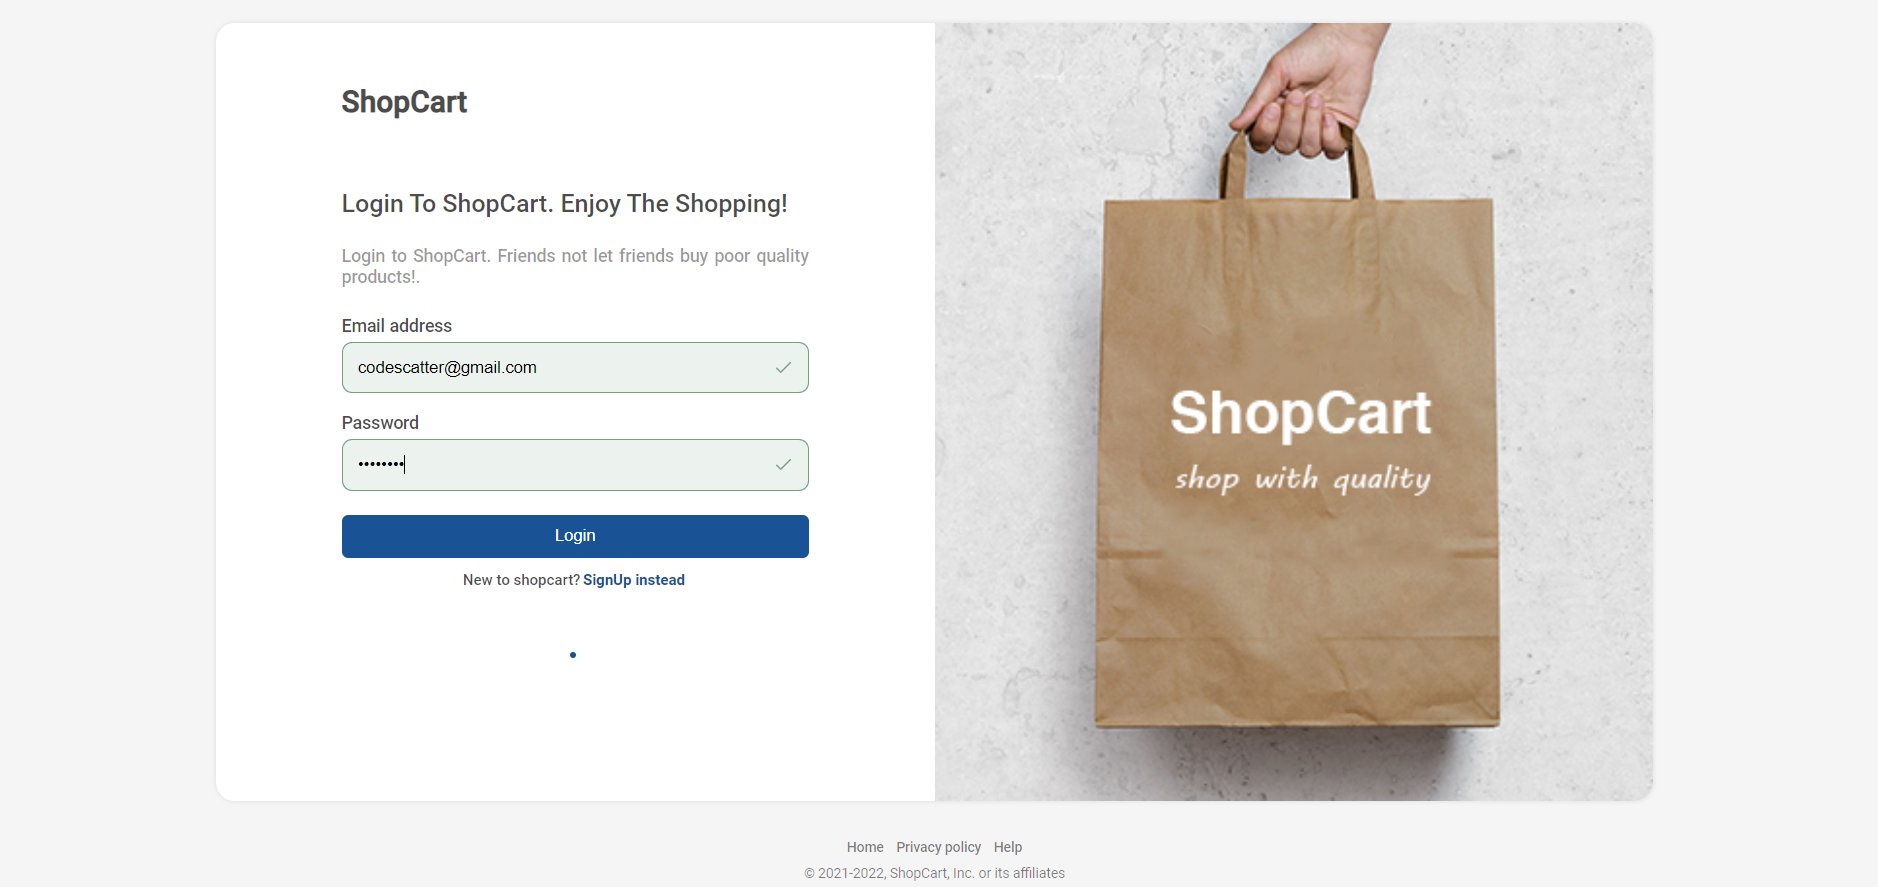 ShopCart
Login To ShopCart. Enjoy The Shopping!
Login to ShopCart. Friends not let friends buy poor quality
products!.
Email address
codescatter@gmail.com
Password
••••••••
Login
New to shopcart? SignUp instead
ShopCart
shop with quality
Home Privacy policy Help
© 2021-2022, ShopCart, Inc. or its affiliates